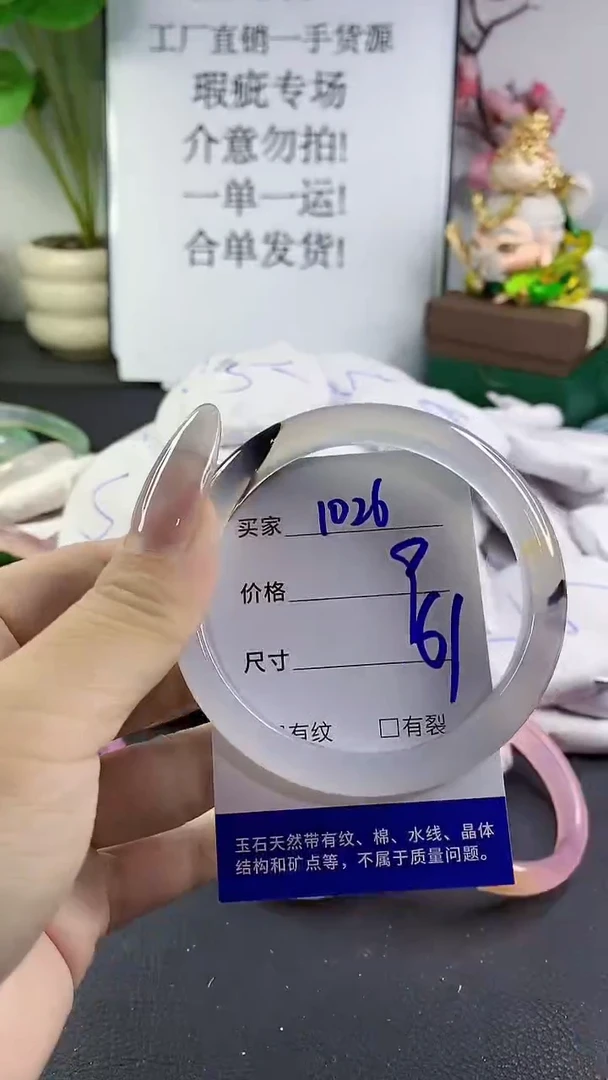 工厂直销一手货源
瑕疵专场
介意勿拍!
一单一运!
合单发货!
买家 1026
价格
尺寸 61
有纹 □有裂
玉石天然带有纹、棉、水线、晶体
结构和矿点等，不属于质量问题。